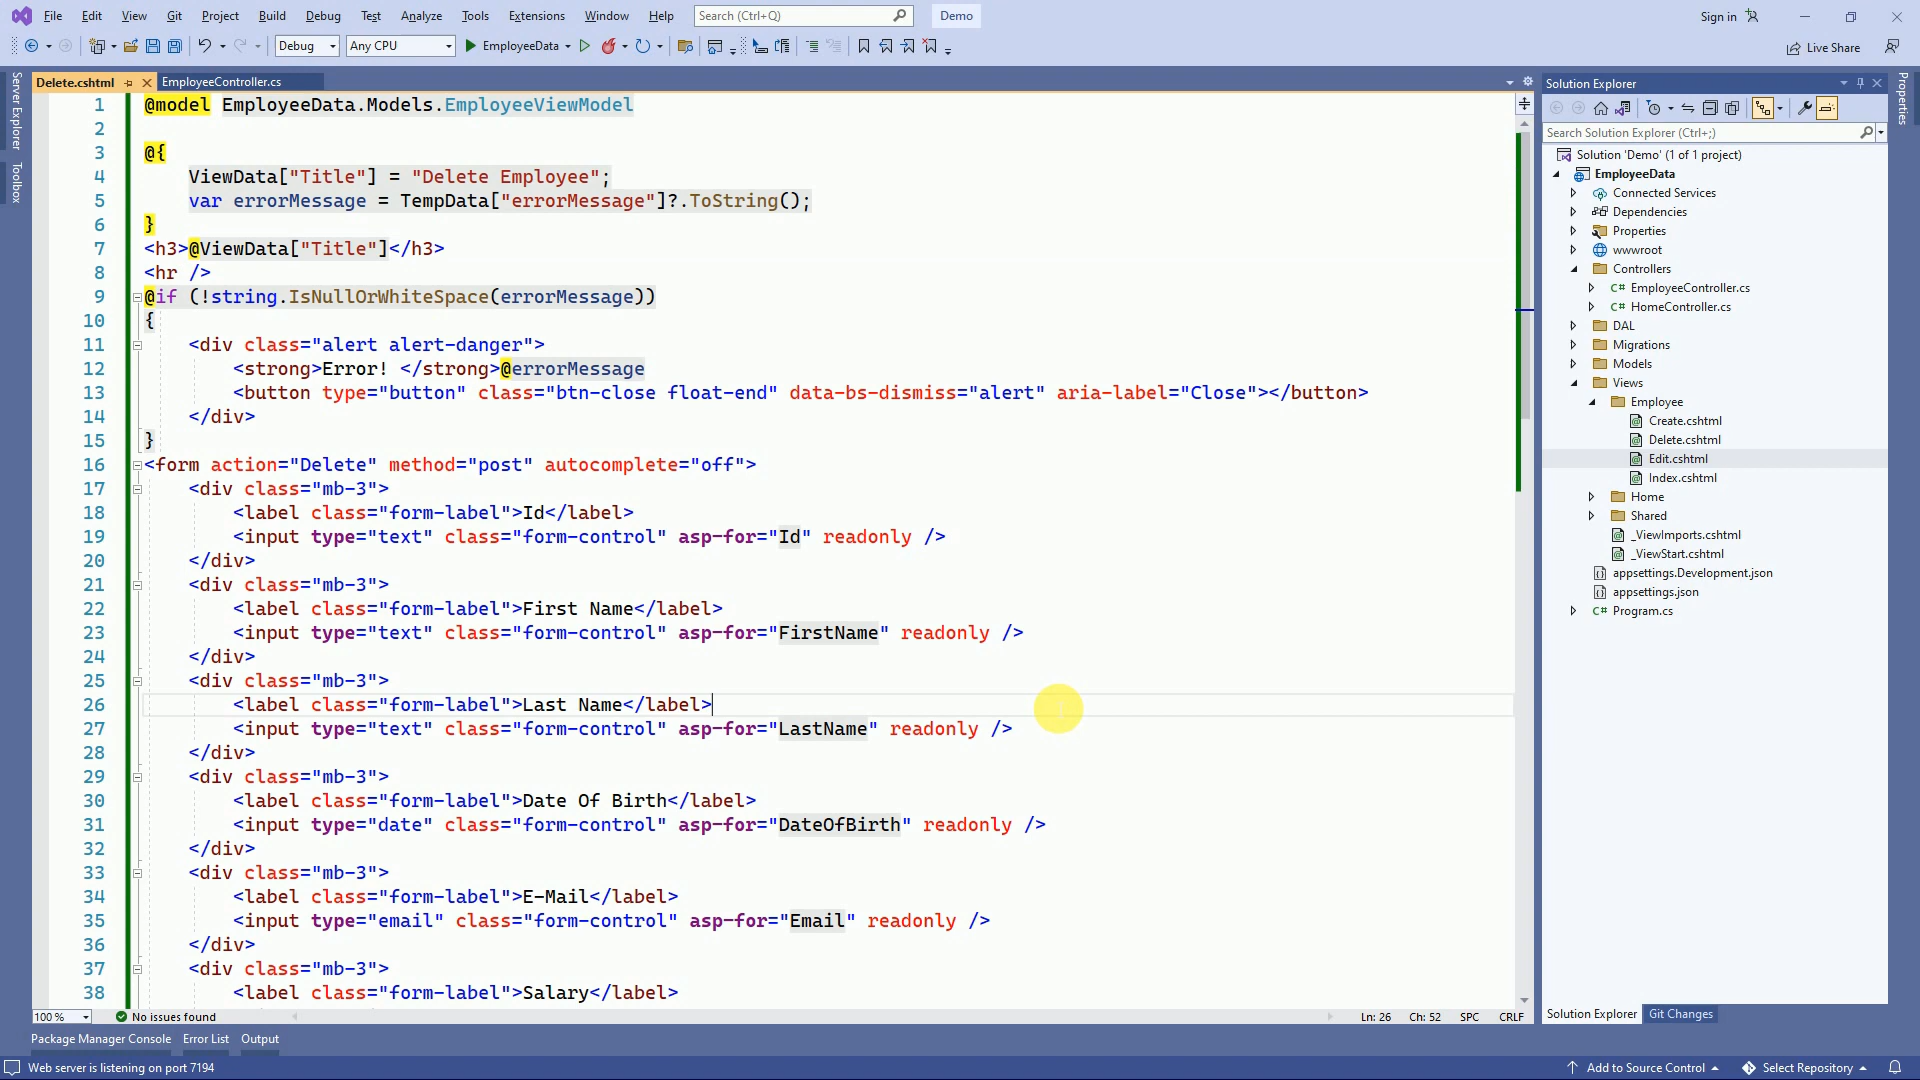 File Edit View Git Project Build Debug Test Analyze Tools Extensions Window Help Search (Ctrl+Q) Demo Sign in
Debug Any CPU EmployeeData Live Share
Server Explorer
Toolbox
Delete.cshtml EmployeeController.cs
1 @model EmployeeData.Models.EmployeeViewModel
2
3 @{
4 ViewData["Title"] = "Delete Employee";
5 var errorMessage = TempData["errorMessage"]?.ToString();
6 }
7 <h3>@ViewData["Title"]</h3>
8 <hr />
9 @if (!string.IsNullOrWhiteSpace(errorMessage))
10 {
11 <div class="alert alert-danger">
12 <strong>Error! </strong>@errorMessage
13 <button type="button" class="btn-close float-end" data-bs-dismiss="alert" aria-label="Close"></button>
14 </div>
15 }
16 <form action="Delete" method="post" autocomplete="off">
17 <div class="mb-3">
18 <label class="form-label">Id</label>
19 <input type="text" class="form-control" asp-for="Id" readonly />
20 </div>
21 <div class="mb-3">
22 <label class="form-label">First Name</label>
23 <input type="text" class="form-control" asp-for="FirstName" readonly />
24 </div>
25 <div class="mb-3">
26 <label class="form-label">Last Name</label>
27 <input type="text" class="form-control" asp-for="LastName" readonly />
28 </div>
29 <div class="mb-3">
30 <label class="form-label">Date Of Birth</label>
31 <input type="date" class="form-control" asp-for="DateOfBirth" readonly />
32 </div>
33 <div class="mb-3">
34 <label class="form-label">E-Mail</label>
35 <input type="email" class="form-control" asp-for="Email" readonly />
36 </div>
37 <div class="mb-3">
38 <label class="form-label">Salary</label>
100 % No issues found Ln: 26 Ch: 52 SPC CRLF
Solution Explorer
Search Solution Explorer (Ctrl+;)
Solution 'Demo' (1 of 1 project)
EmployeeData
Connected Services
Dependencies
Properties
wwwroot
Controllers
C# EmployeeController.cs
C# HomeController.cs
DAL
Migrations
Models
Views
Employee
Create.cshtml
Delete.cshtml
Edit.cshtml
Index.cshtml
Home
Shared
_ViewImports.cshtml
_ViewStart.cshtml
appsettings.Development.json
appsettings.json
C# Program.cs
Solution Explorer Git Changes
Properties
Package Manager Console Error List Output
Web server is listening on port 7194 Add to Source Control Select Repository